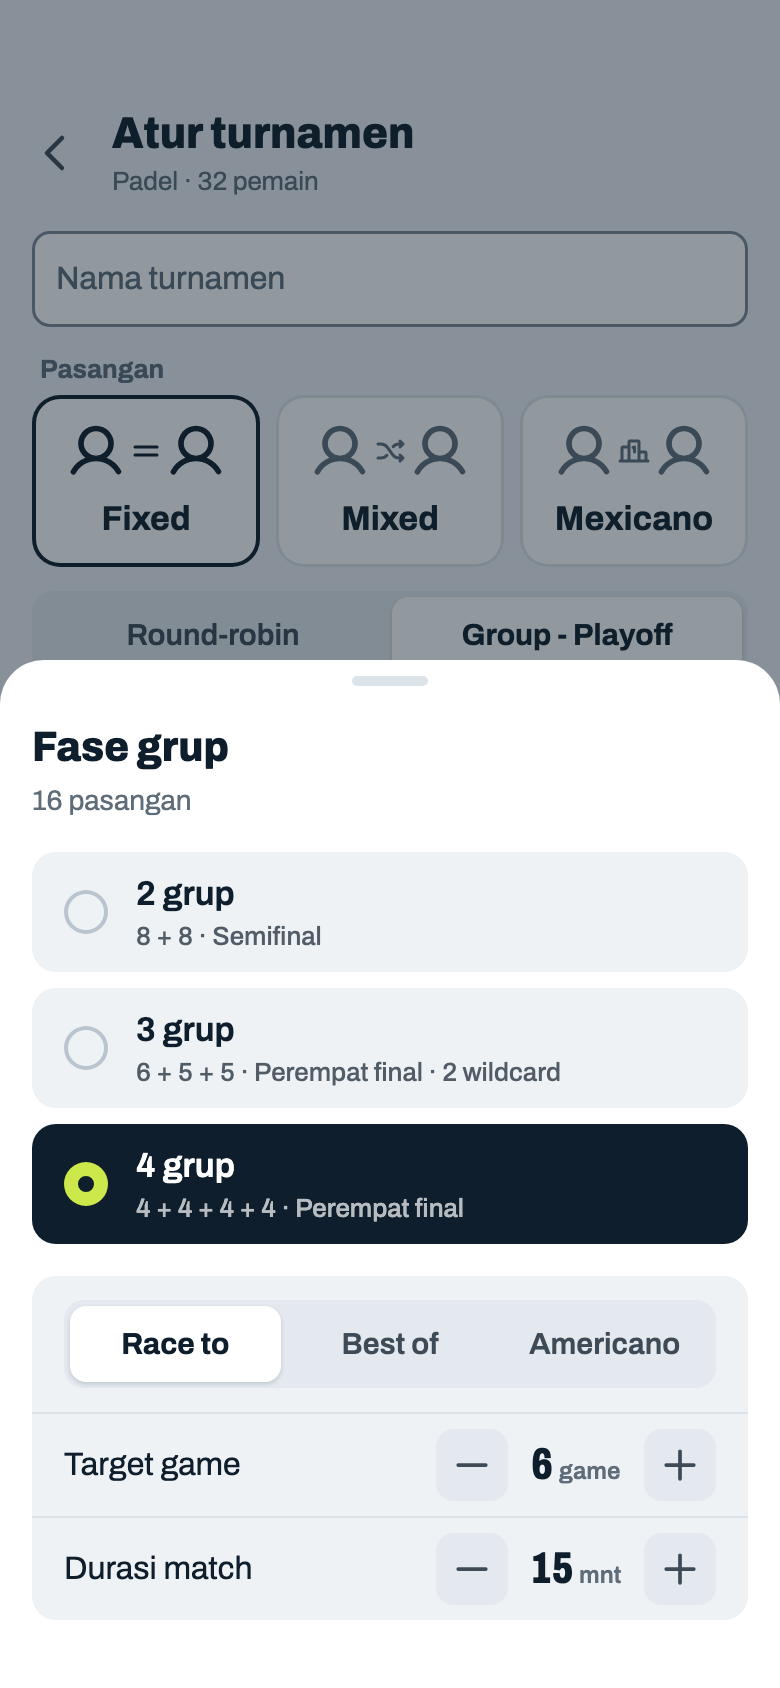 Atur turnamen
Padel · 32 pemain
Nama turnamen
Pasangan
Fixed
Mixed
Mexicano
Round-robin
Group - Playoff
Fase grup
16 pasangan
2 grup
8 + 8 · Semifinal
3 grup
6 + 5 + 5 · Perempat final · 2 wildcard
4 grup
4 + 4 + 4 + 4 · Perempat final
Race to
Best of
Americano
Target game
6 game
Durasi match
15 mnt